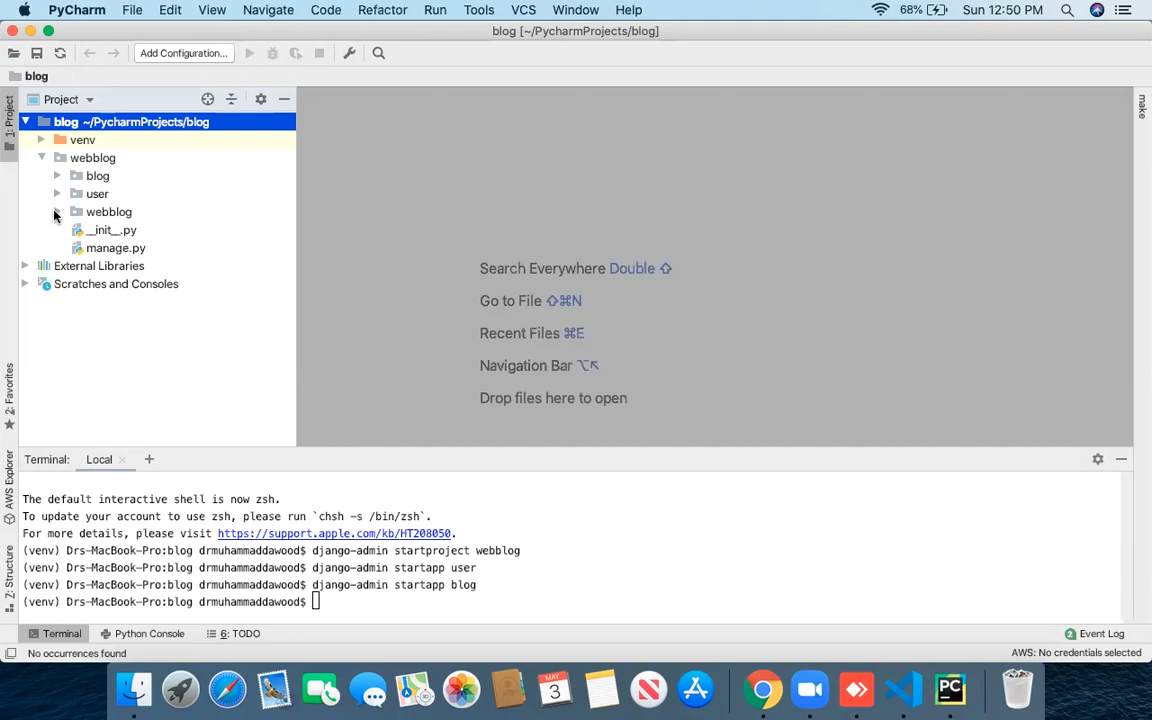 PyCharm File Edit View Navigate Code Refactor Run Tools VCS Window Help 68% Sun 12:50 PM
blog [~/PycharmProjects/blog]
Add Configuration...
blog
Project
blog ~/PycharmProjects/blog
venv
webblog
blog
user
webblog
__init__.py
manage.py
External Libraries
Scratches and Consoles
1: Project
2: Favorites
AWS Explorer
Z: Structure
make
Search Everywhere Double ⇧
Go to File ⇧⌘N
Recent Files ⌘E
Navigation Bar ⌥↖
Drop files here to open
Terminal: Local
The default interactive shell is now zsh.
To update your account to use zsh, please run `chsh -s /bin/zsh`.
For more details, please visit https://support.apple.com/kb/HT208050.
(venv) Drs-MacBook-Pro:blog drmuhammaddawood$ django-admin startproject webblog
(venv) Drs-MacBook-Pro:blog drmuhammaddawood$ django-admin startapp user
(venv) Drs-MacBook-Pro:blog drmuhammaddawood$ django-admin startapp blog
(venv) Drs-MacBook-Pro:blog drmuhammaddawood$
Terminal Python Console 6: TODO 2 Event Log
No occurrences found AWS: No credentials selected
MAY
3
PC